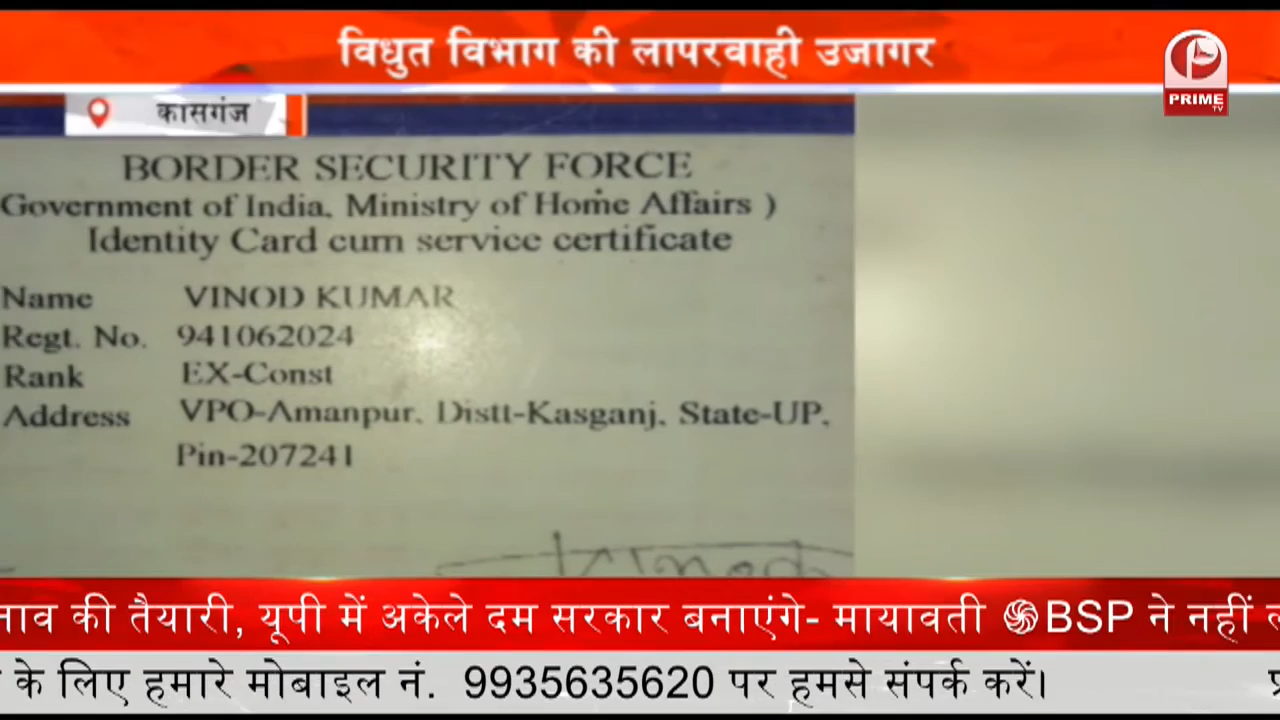 विधुत विभाग की लापरवाही उजागर
PRIME
TV
कासगंज
BORDER SECURITY FORCE
Government of India, Ministry of Home Affairs )
Identity Card cum service certificate
Name VINOD KUMAR
Regt. No. 941062024
Rank EX-Const
Address VPO-Amanpur, Distt-Kasganj, State-UP,
Pin-207241
की तैयारी, यूपी में अकेले दम सरकार बनाएंगे- मायावती BSP ने नहीं
के लिए हमारे मोबाइल नं. 9935635620 पर हमसे संपर्क करें।